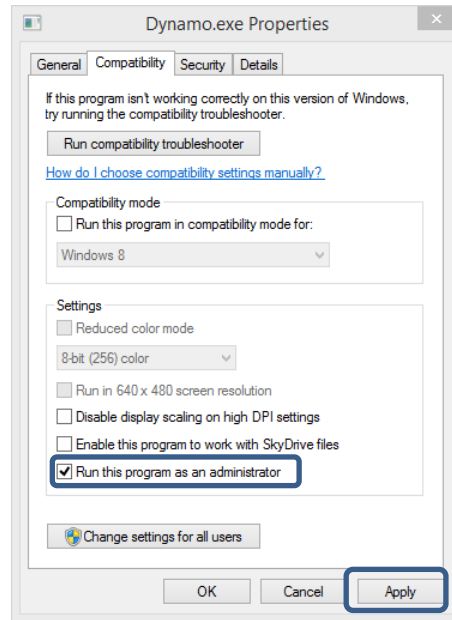 Dynamo.exe Properties
General Compatibility Security Details
If this program isn't working correctly on this version of Windows,
try running the compatibility troubleshooter.
Run compatibility troubleshooter
How do I choose compatibility settings manually?
Compatibility mode
Run this program in compatibility mode for:
Windows 8
Settings
Reduced color mode
8-bit (256) color
Run in 640 x 480 screen resolution
Disable display scaling on high DPI settings
Enable this program to work with SkyDrive files
Run this program as an administrator
Change settings for all users
OK Cancel Apply